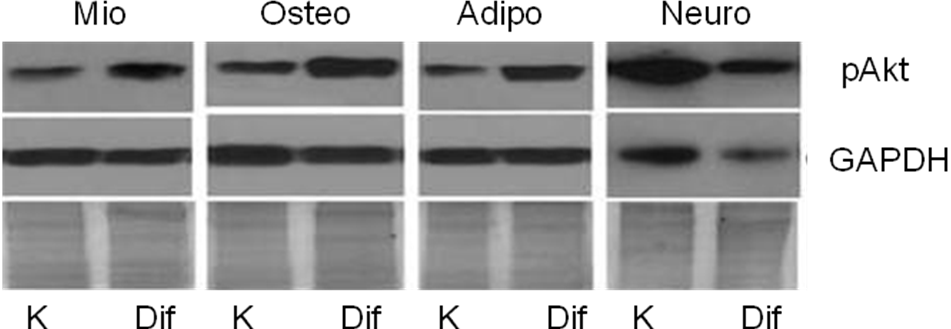 Mio Osteo Adipo Neuro
pAkt
GAPDH
K Dif K Dif K Dif K Dif